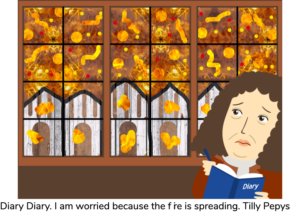 Diary
Diary Diary. I am worried because the f re is spreading. Tilly Pepys